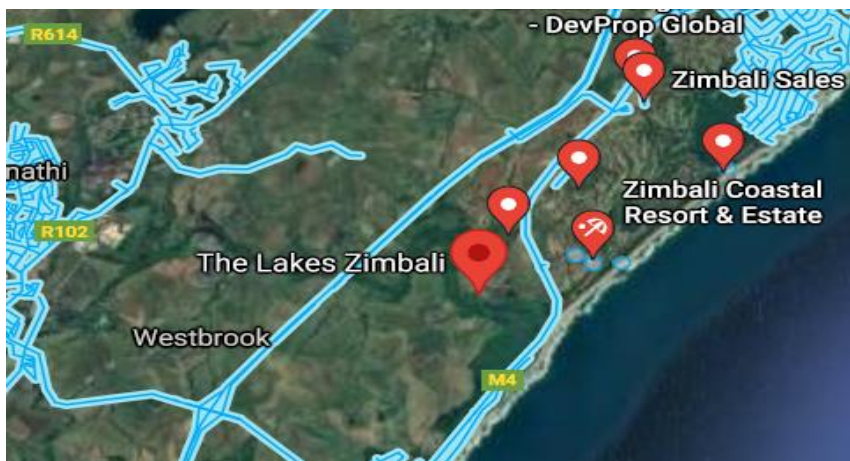 R614
- DevProp Global
Zimbali Sales
nathi
Zimbali Coastal
Resort & Estate
R102
The Lakes Zimbali
Westbrook
M4